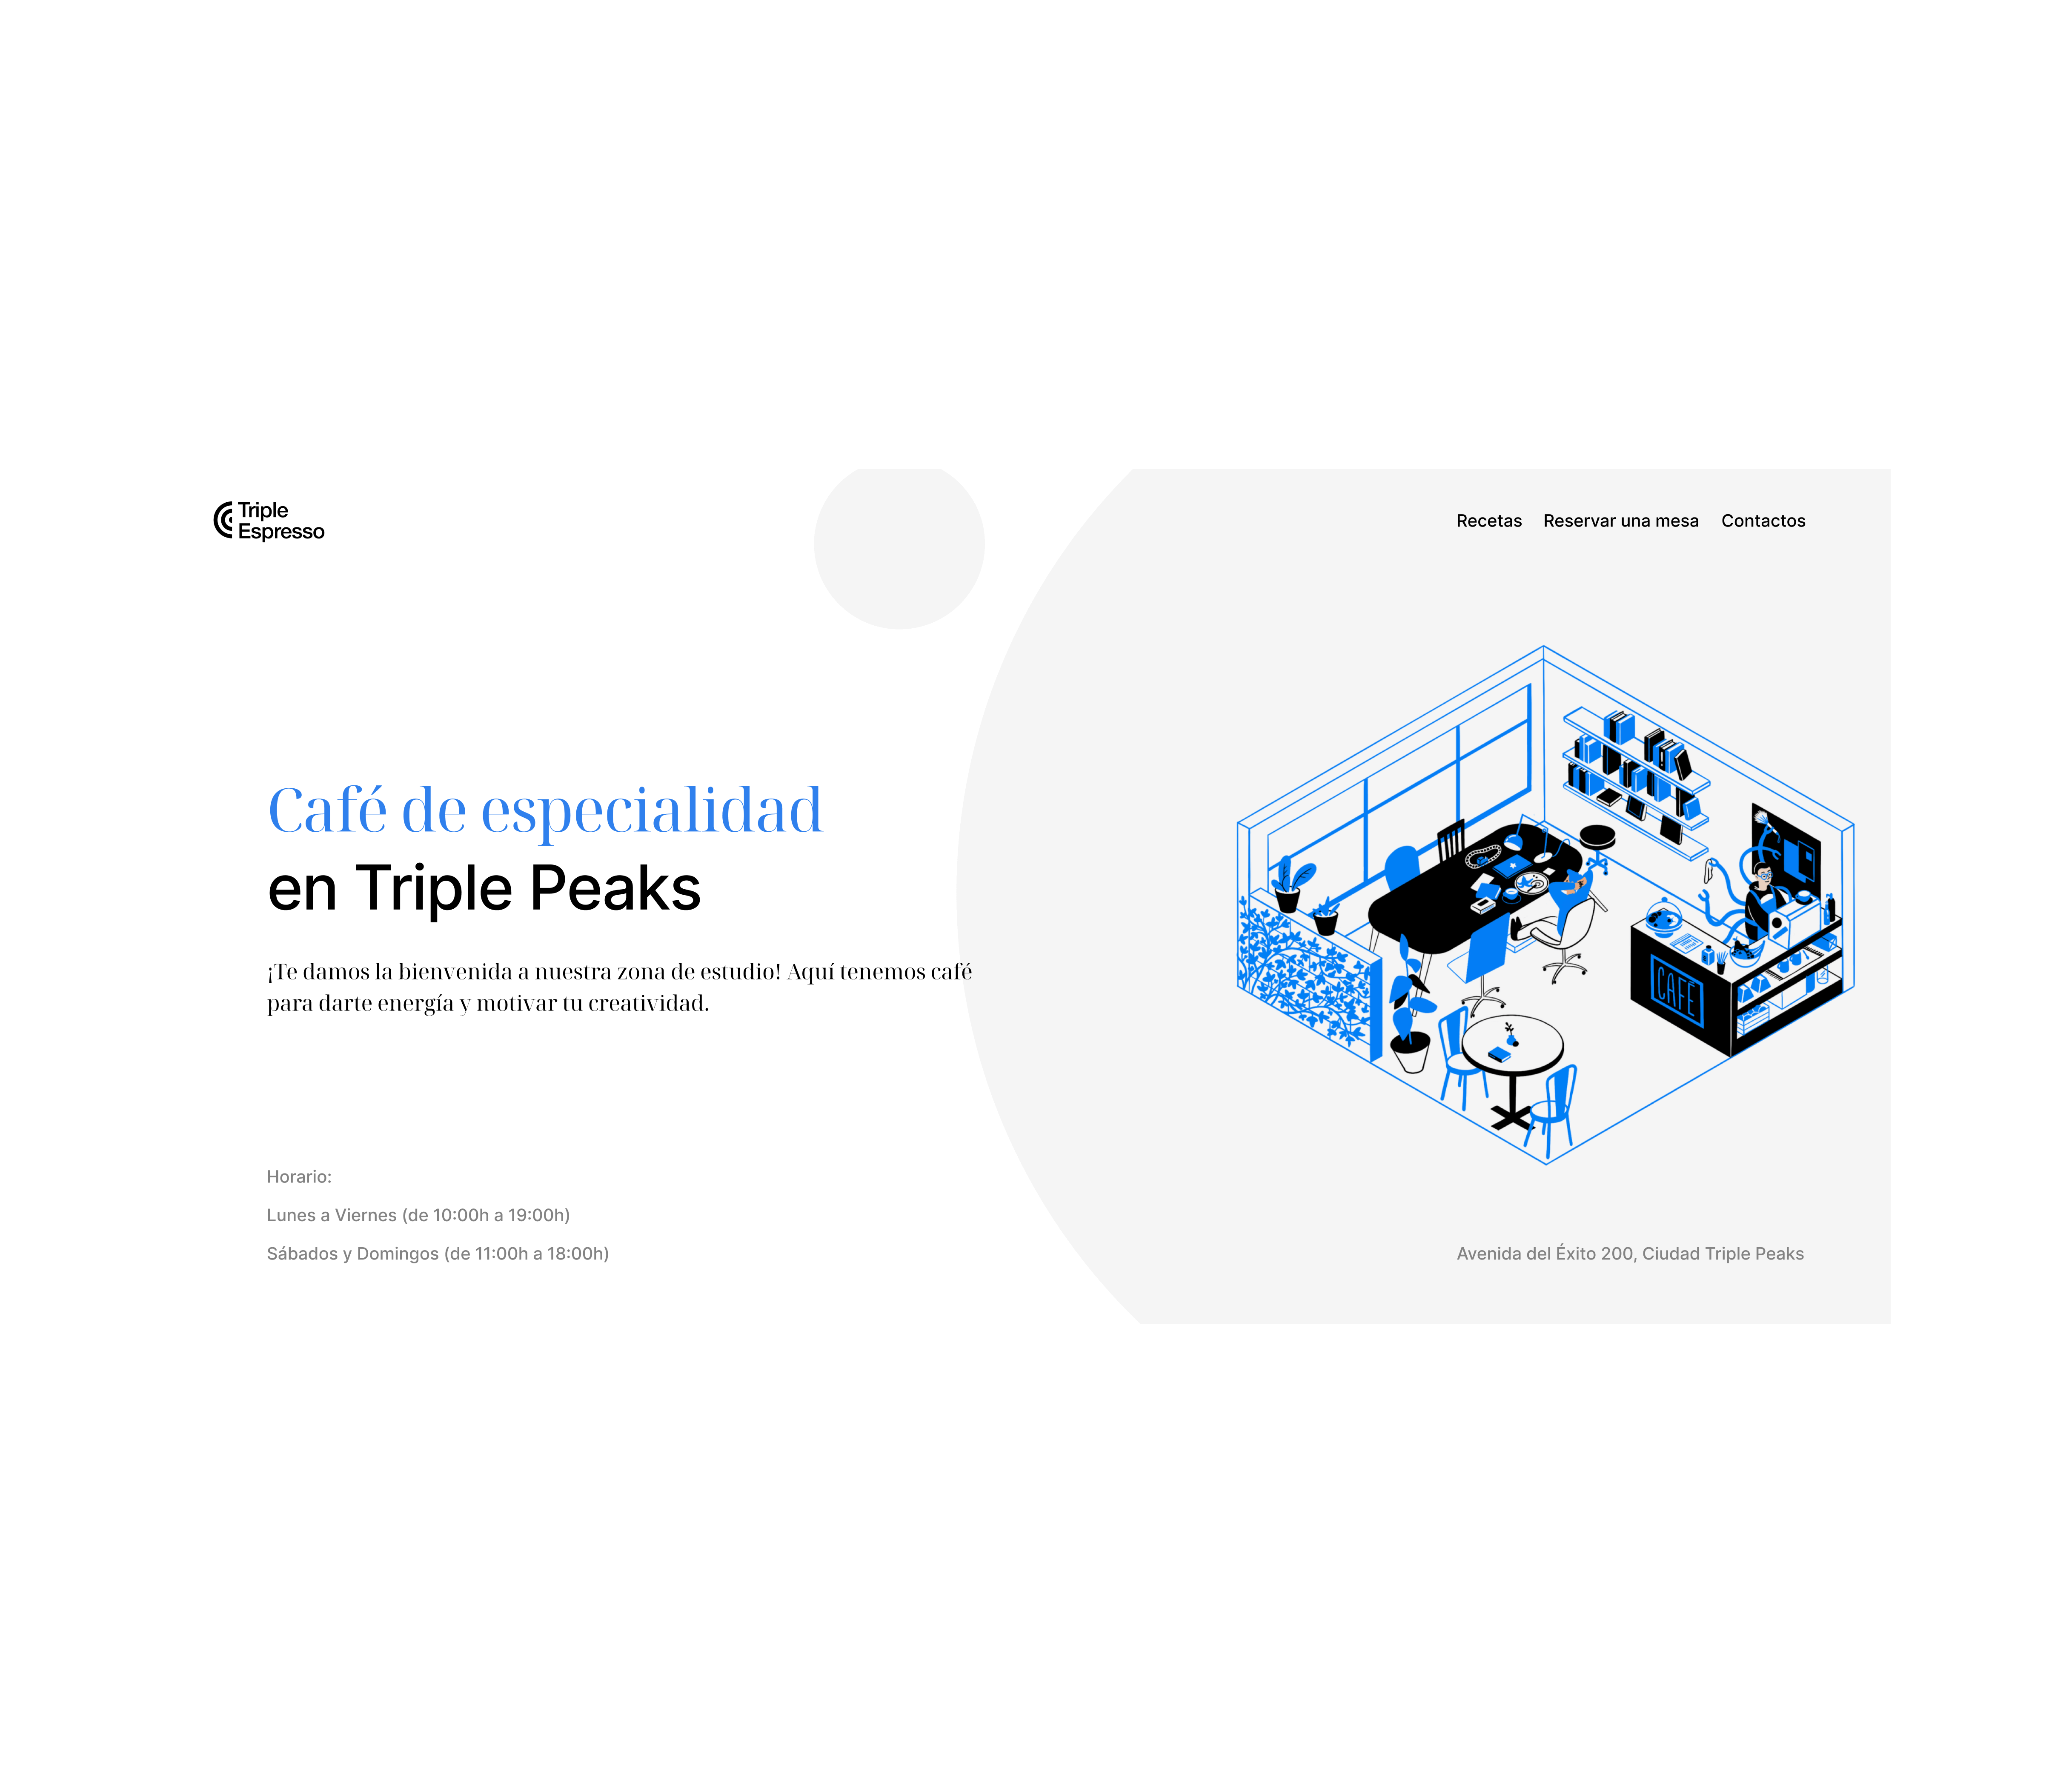 Triple
Espresso
Recetas Reservar una mesa Contactos
Café de especialidad
en Triple Peaks
¡Te damos la bienvenida a nuestra zona de estudio! Aquí tenemos café
para darte energía y motivar tu creatividad.
CAFÉ
Horario:
Lunes a Viernes (de 10:00h a 19:00h)
Sábados y Domingos (de 11:00h a 18:00h)
Avenida del Éxito 200, Ciudad Triple Peaks